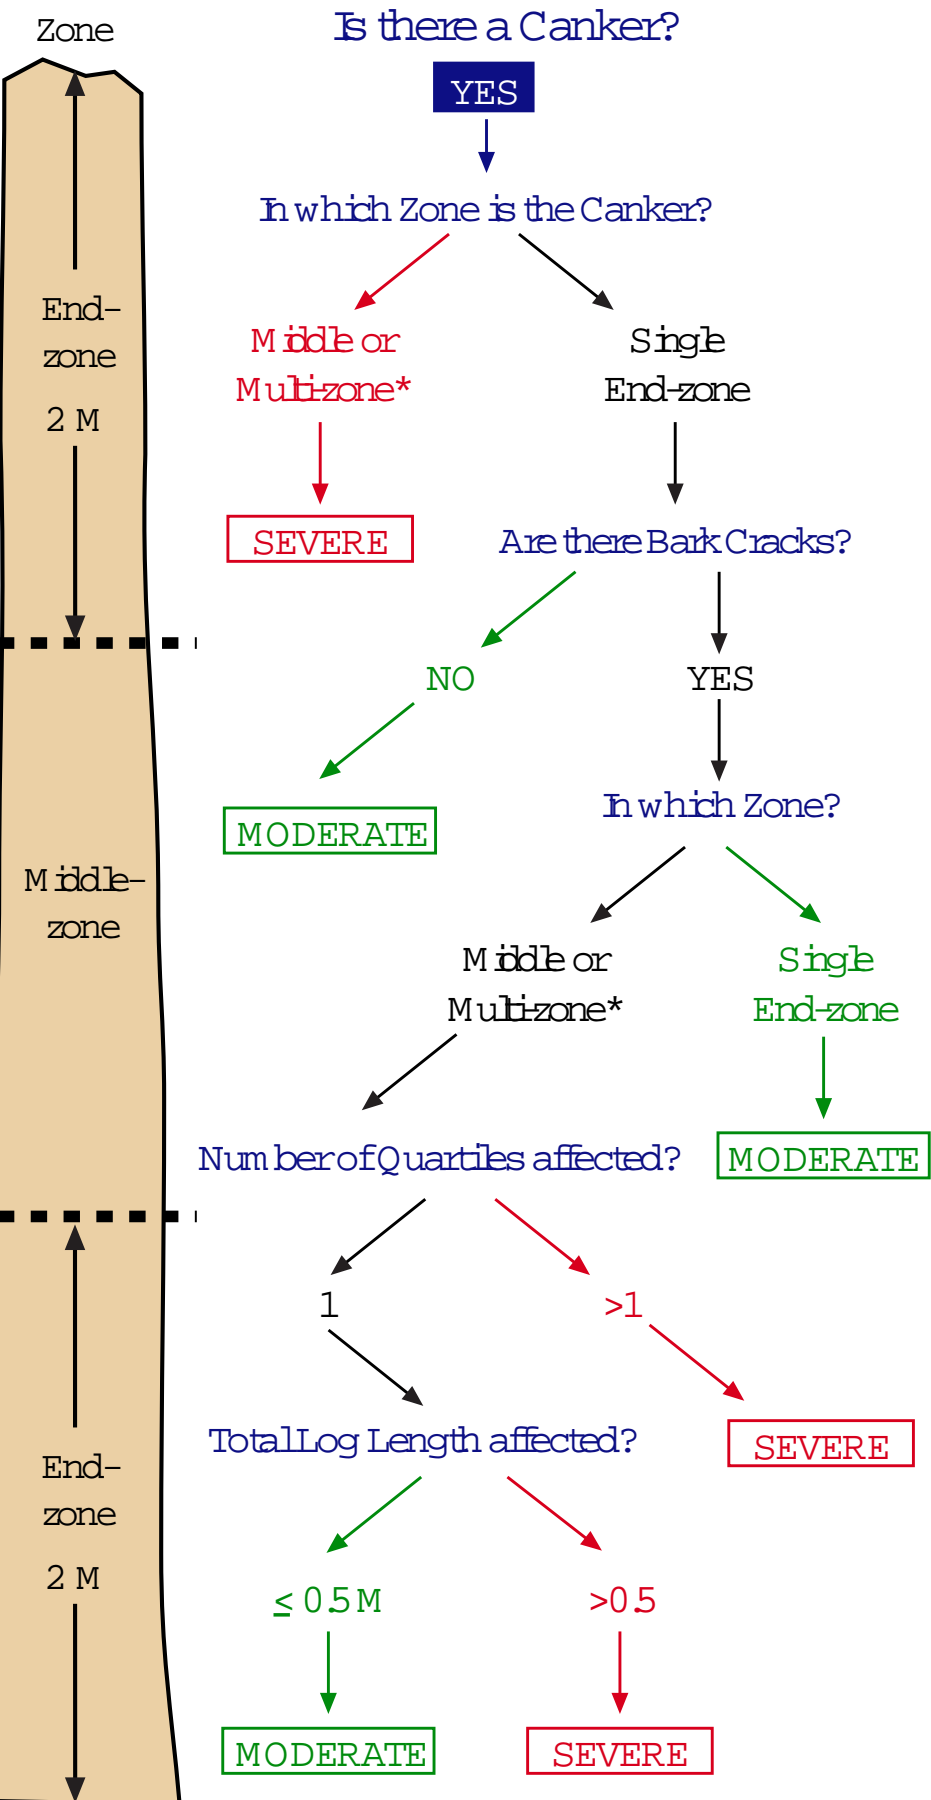 Zone
Is there a Canker?
YES
In which Zone is the Canker?
End-
zone
2 M
Middle or
Multi-zone*
Single
End-zone
SEVERE
Are there Bark Cracks?
NO
YES
MODERATE
In which Zone?
Middle-
zone
Middle or
Multi-zone*
Single
End-zone
Number of Quartiles affected?
MODERATE
1
>1
Total Log Length affected?
SEVERE
End-
zone
2 M
≤ 0.5 M
>0.5
MODERATE
SEVERE